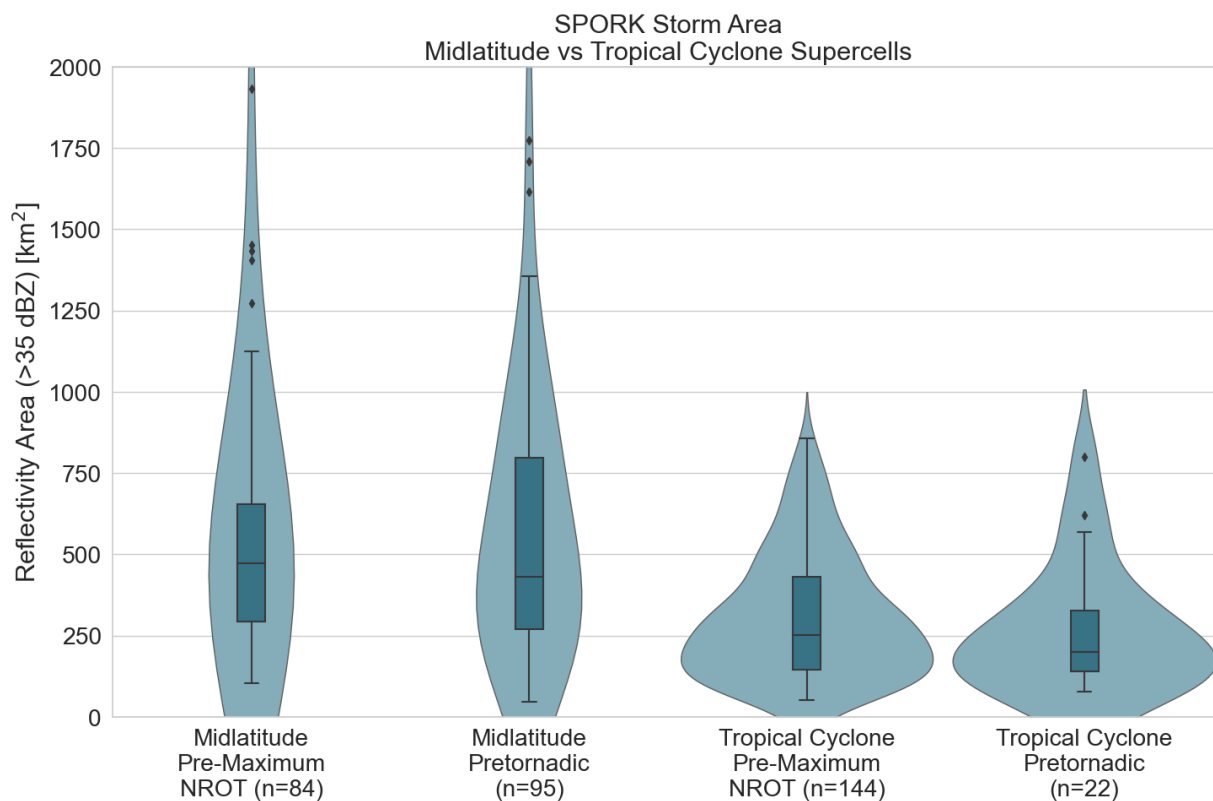 SPORK Storm Area
Midlatitude vs Tropical Cyclone Supercells
Reflectivity Area (>35 dBZ) [km²]
2000
1750
1500
1250
1000
750
500
250
0
Midlatitude
Pre-Maximum
NROT (n=84)
Midlatitude
Pretornadic
(n=95)
Tropical Cyclone
Pre-Maximum
NROT (n=144)
Tropical Cyclone
Pretornadic
(n=22)